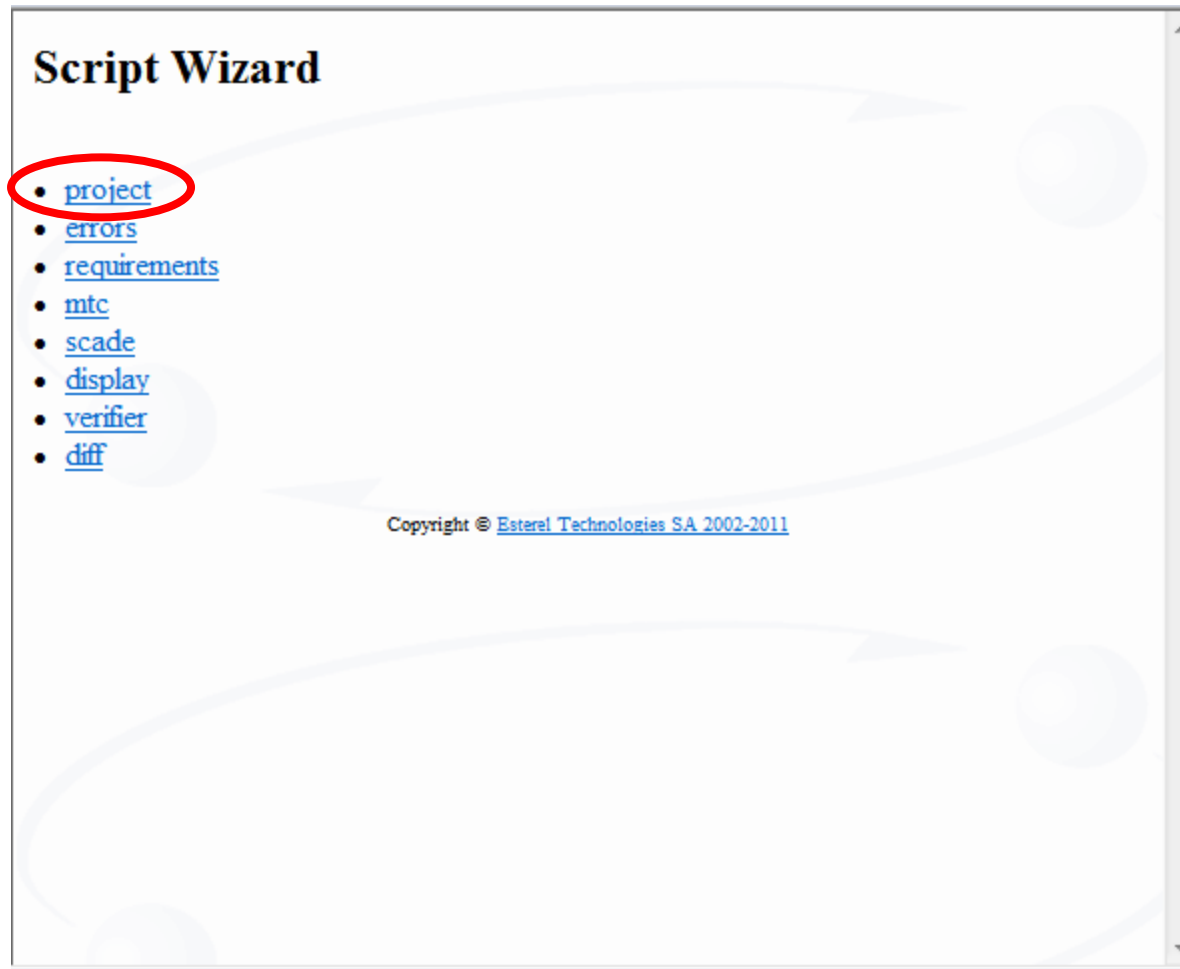 Script Wizard
• project
• errors
• requirements
• mtc
• scade
• display
• verifier
• diff
Copyright © Esterel Technologies SA 2002-2011